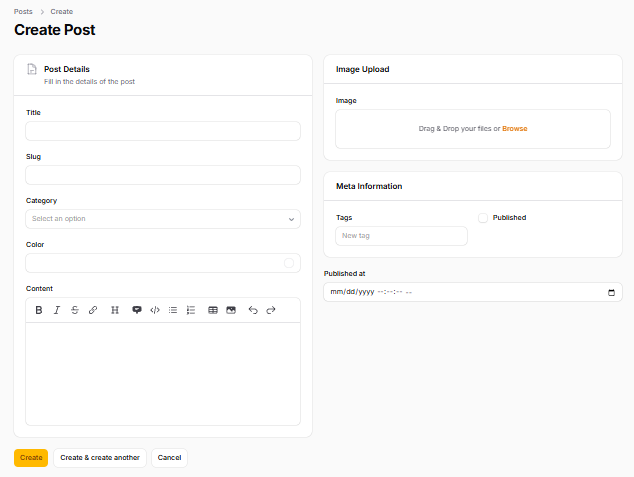 Posts > Create
Create Post
Post Details
Fill in the details of the post
Title
Slug
Category
Select an option
Color
Content
B I S H
Create
Create & create another
Cancel
Image Upload
Image
Drag & Drop your files or Browse
Meta Information
Tags
Published
New tag
Published at
mm/dd/yyyy --:--:-- --